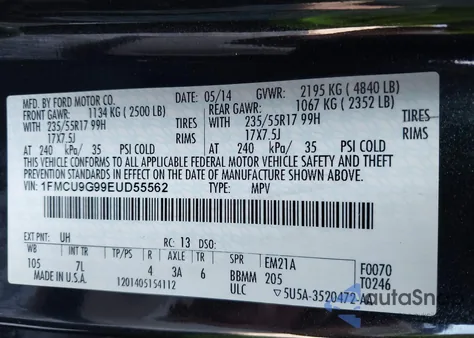 MFD. BY FORD MOTOR CO. 05/14 GVWR: 2195 KG ( 4840 LB)
FRONT GAWR: 1134 KG ( 2500 LB) REAR GAWR: 1067 KG ( 2352 LB)
WITH 235/55R17 99H TIRES WITH 235/55R17 99H TIRES
17X7.5J RIMS 17X7.5J RIMS
AT 240 kPa/ 35 PSI COLD AT 240 kPa/ 35 PSI COLD
THIS VEHICLE CONFORMS TO ALL APPLICABLE FEDERAL MOTOR VEHICLE SAFETY AND THEFT
PREVENTION STANDARDS IN EFFECT ON THE DATE OF MANUFACTURE SHOWN ABOVE.
VIN: 1FMCU9G99EUD55562 TYPE: MPV
EXT PNT: UH RC: 13 DSO: F0070
WB INT TR TP/PS R AXLE TR SPR EM21A T0246
105 7L 4 3A 6 BBMM 205
MADE IN U.S.A. 1201405154112 ULC 5U5A-3520472-AA
autoSnap